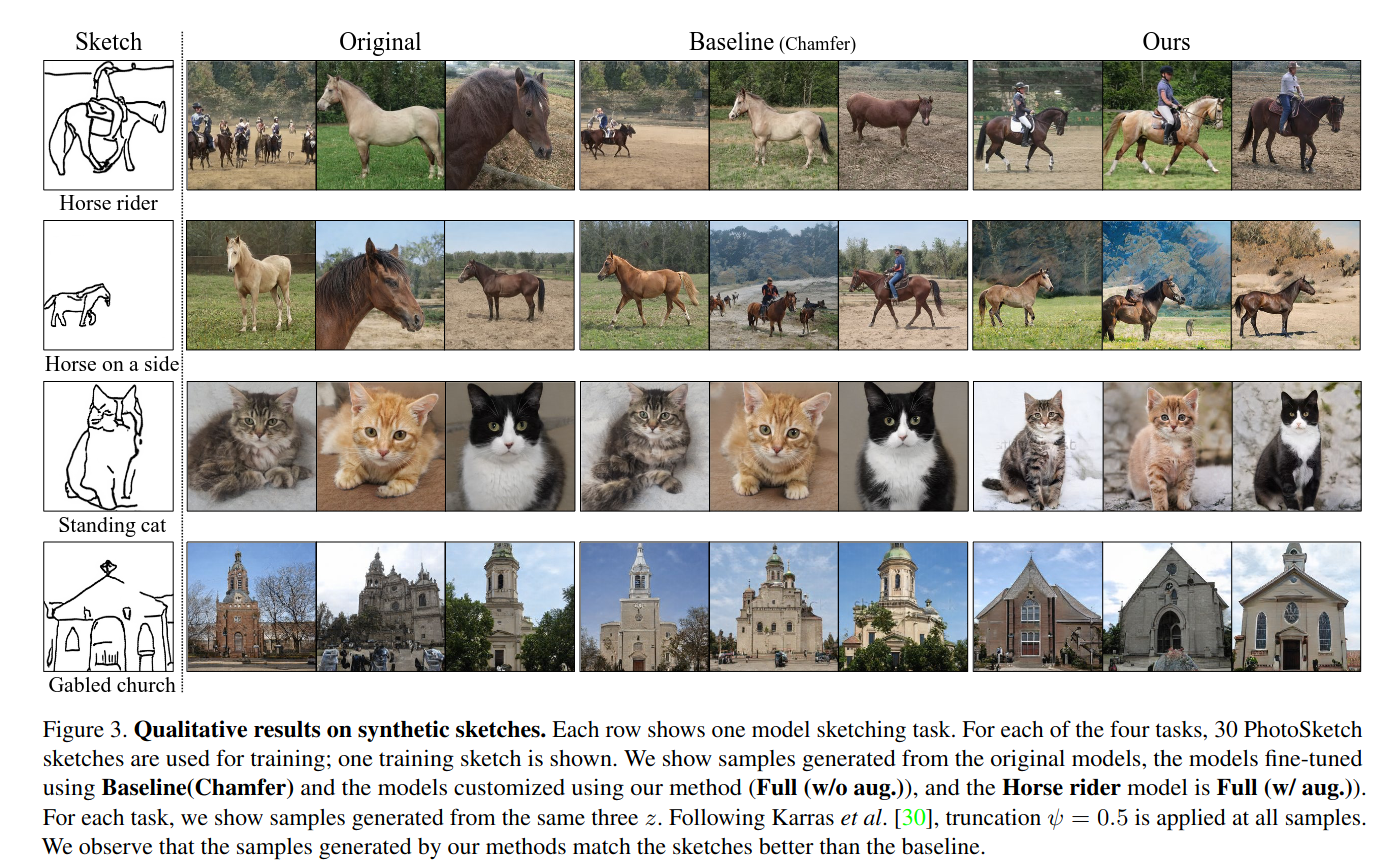 Sketch
Original
Baseline (Chamfer)
Ours
Horse rider
Horse on a side
Standing cat
Gabled church
Figure 3. Qualitative results on synthetic sketches. Each row shows one model sketching task. For each of the four tasks, 30 PhotoSketch
sketches are used for training; one training sketch is shown. We show samples generated from the original models, the models fine-tuned
using Baseline(Chamfer) and the models customized using our method (Full (w/o aug.)), and the Horse rider model is Full (w/ aug.)).
For each task, we show samples generated from the same three z. Following Karras et al. [30], truncation ψ = 0.5 is applied at all samples.
We observe that the samples generated by our methods match the sketches better than the baseline.